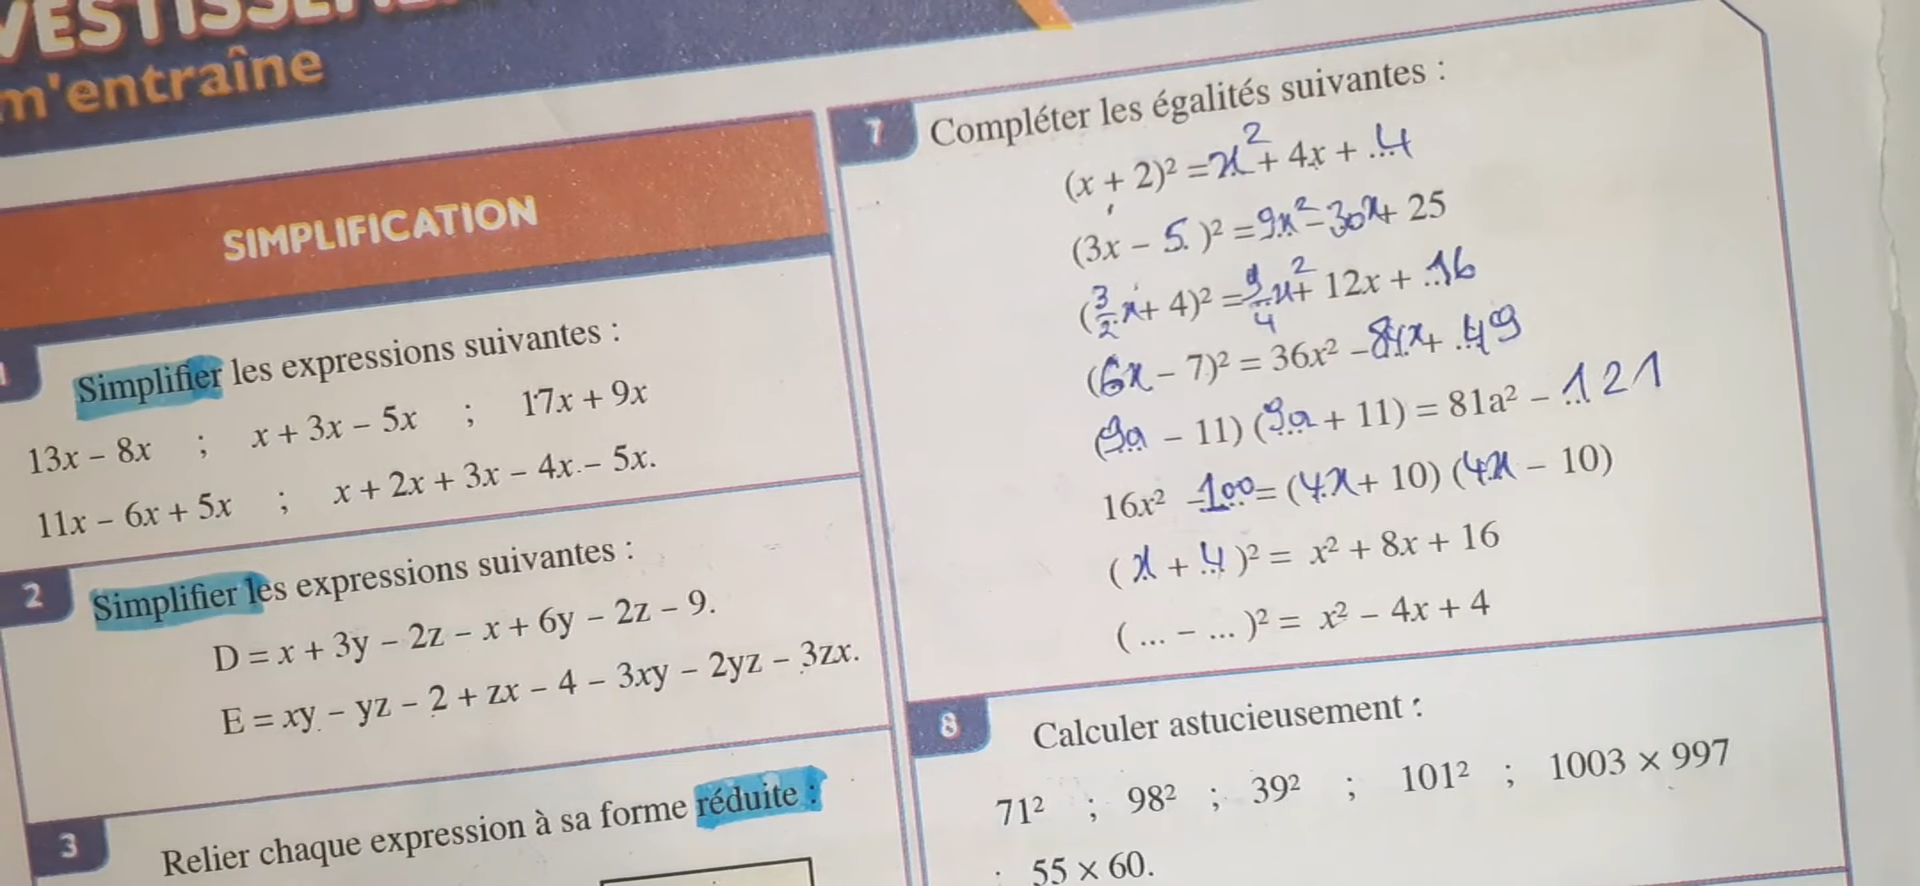 VESTISSEM
m'entraîne
SIMPLIFICATION
1 Simplifier les expressions suivantes :
13x – 8x ; x + 3x – 5x ; 17x + 9x
11x – 6x + 5x ; x + 2x + 3x – 4x – 5x.
2 Simplifier les expressions suivantes :
D = x + 3y – 2z – x + 6y – 2z – 9.
E = xy – yz – 2 + zx – 4 – 3xy – 2yz – 3zx.
3 Relier chaque expression à sa forme réduite :
7 Compléter les égalités suivantes :
(x + 2)² = x² + 4x + 4
(3x – 5)² = 9x² – 30x + 25
(3/2 x + 4)² = 9/4 x² + 12x + 16
(6x – 7)² = 36x² – 84x + 49
(9a – 11) (9a + 11) = 81a² – 121
16x² – 100 = (4x + 10) (4x – 10)
(x + 4)² = x² + 8x + 16
(... – ...)² = x² – 4x + 4
8 Calculer astucieusement :
71² ; 98² ; 39² ; 101² ; 1003 × 997
; 55 × 60.